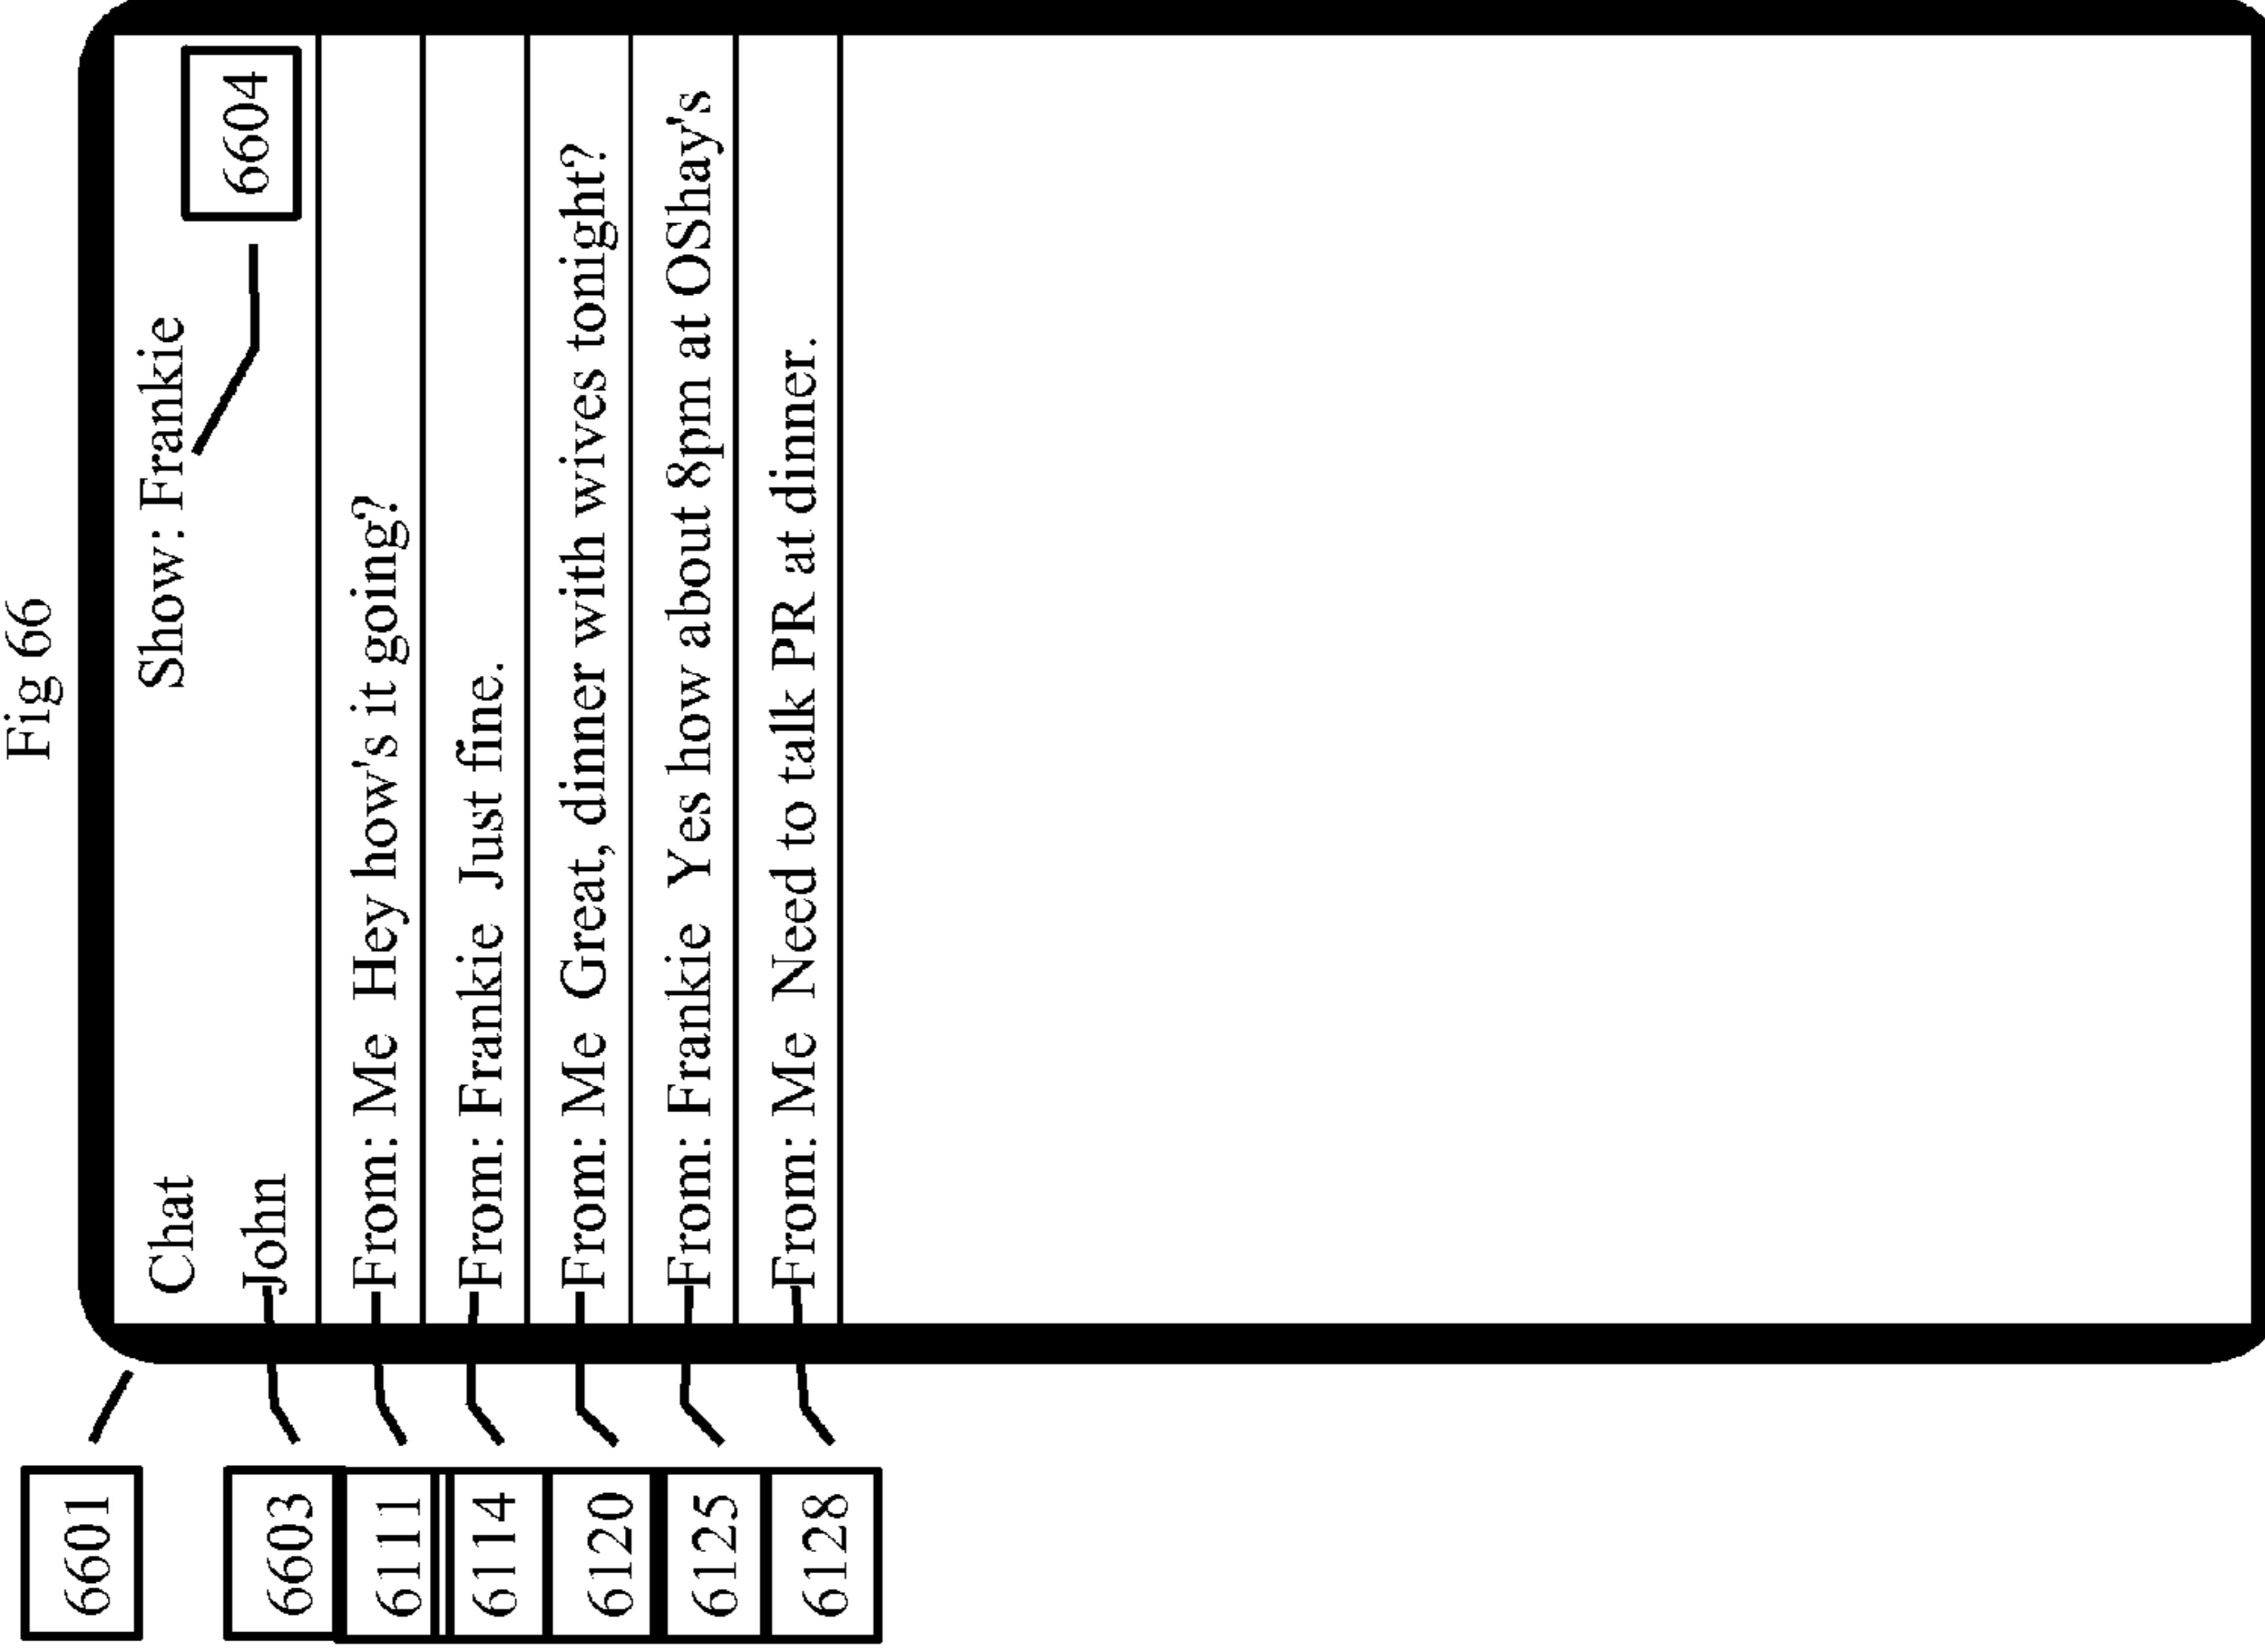 Fig 66
6601
Chat
Show: Frankie
6603
John
6604
6111
From: Me Hey how's it going?
6114
From: Frankie Just fine.
6120
From: Me Great, dinner with wives tonight?
6125
From: Frankie Yes how about 8pm at OShay's
6128
From: Me Need to talk PR at dinner.